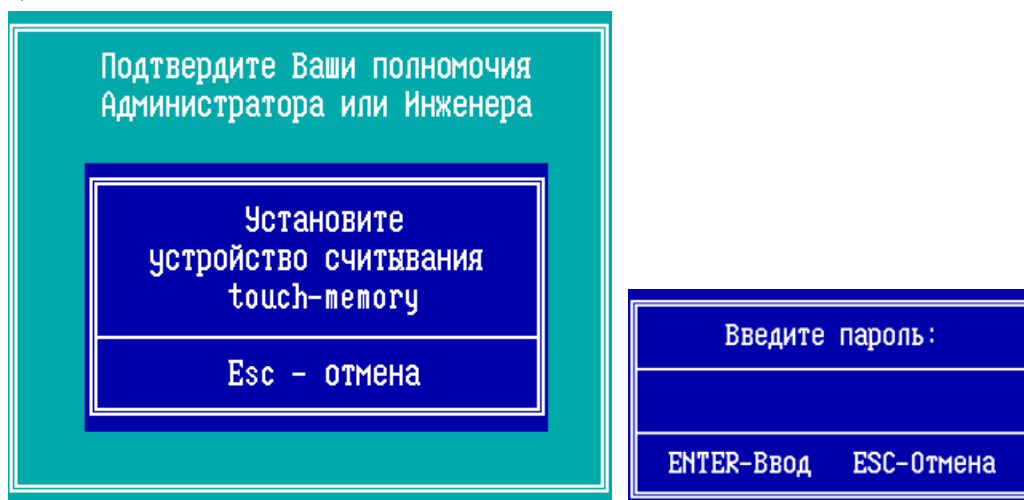 Подтвердите Ваши полномочия
Администратора или Инженера
Установите
устройство считывания
touch-memory
Esc - отмена
Введите пароль:
ENTER-Ввод ESC-Отмена